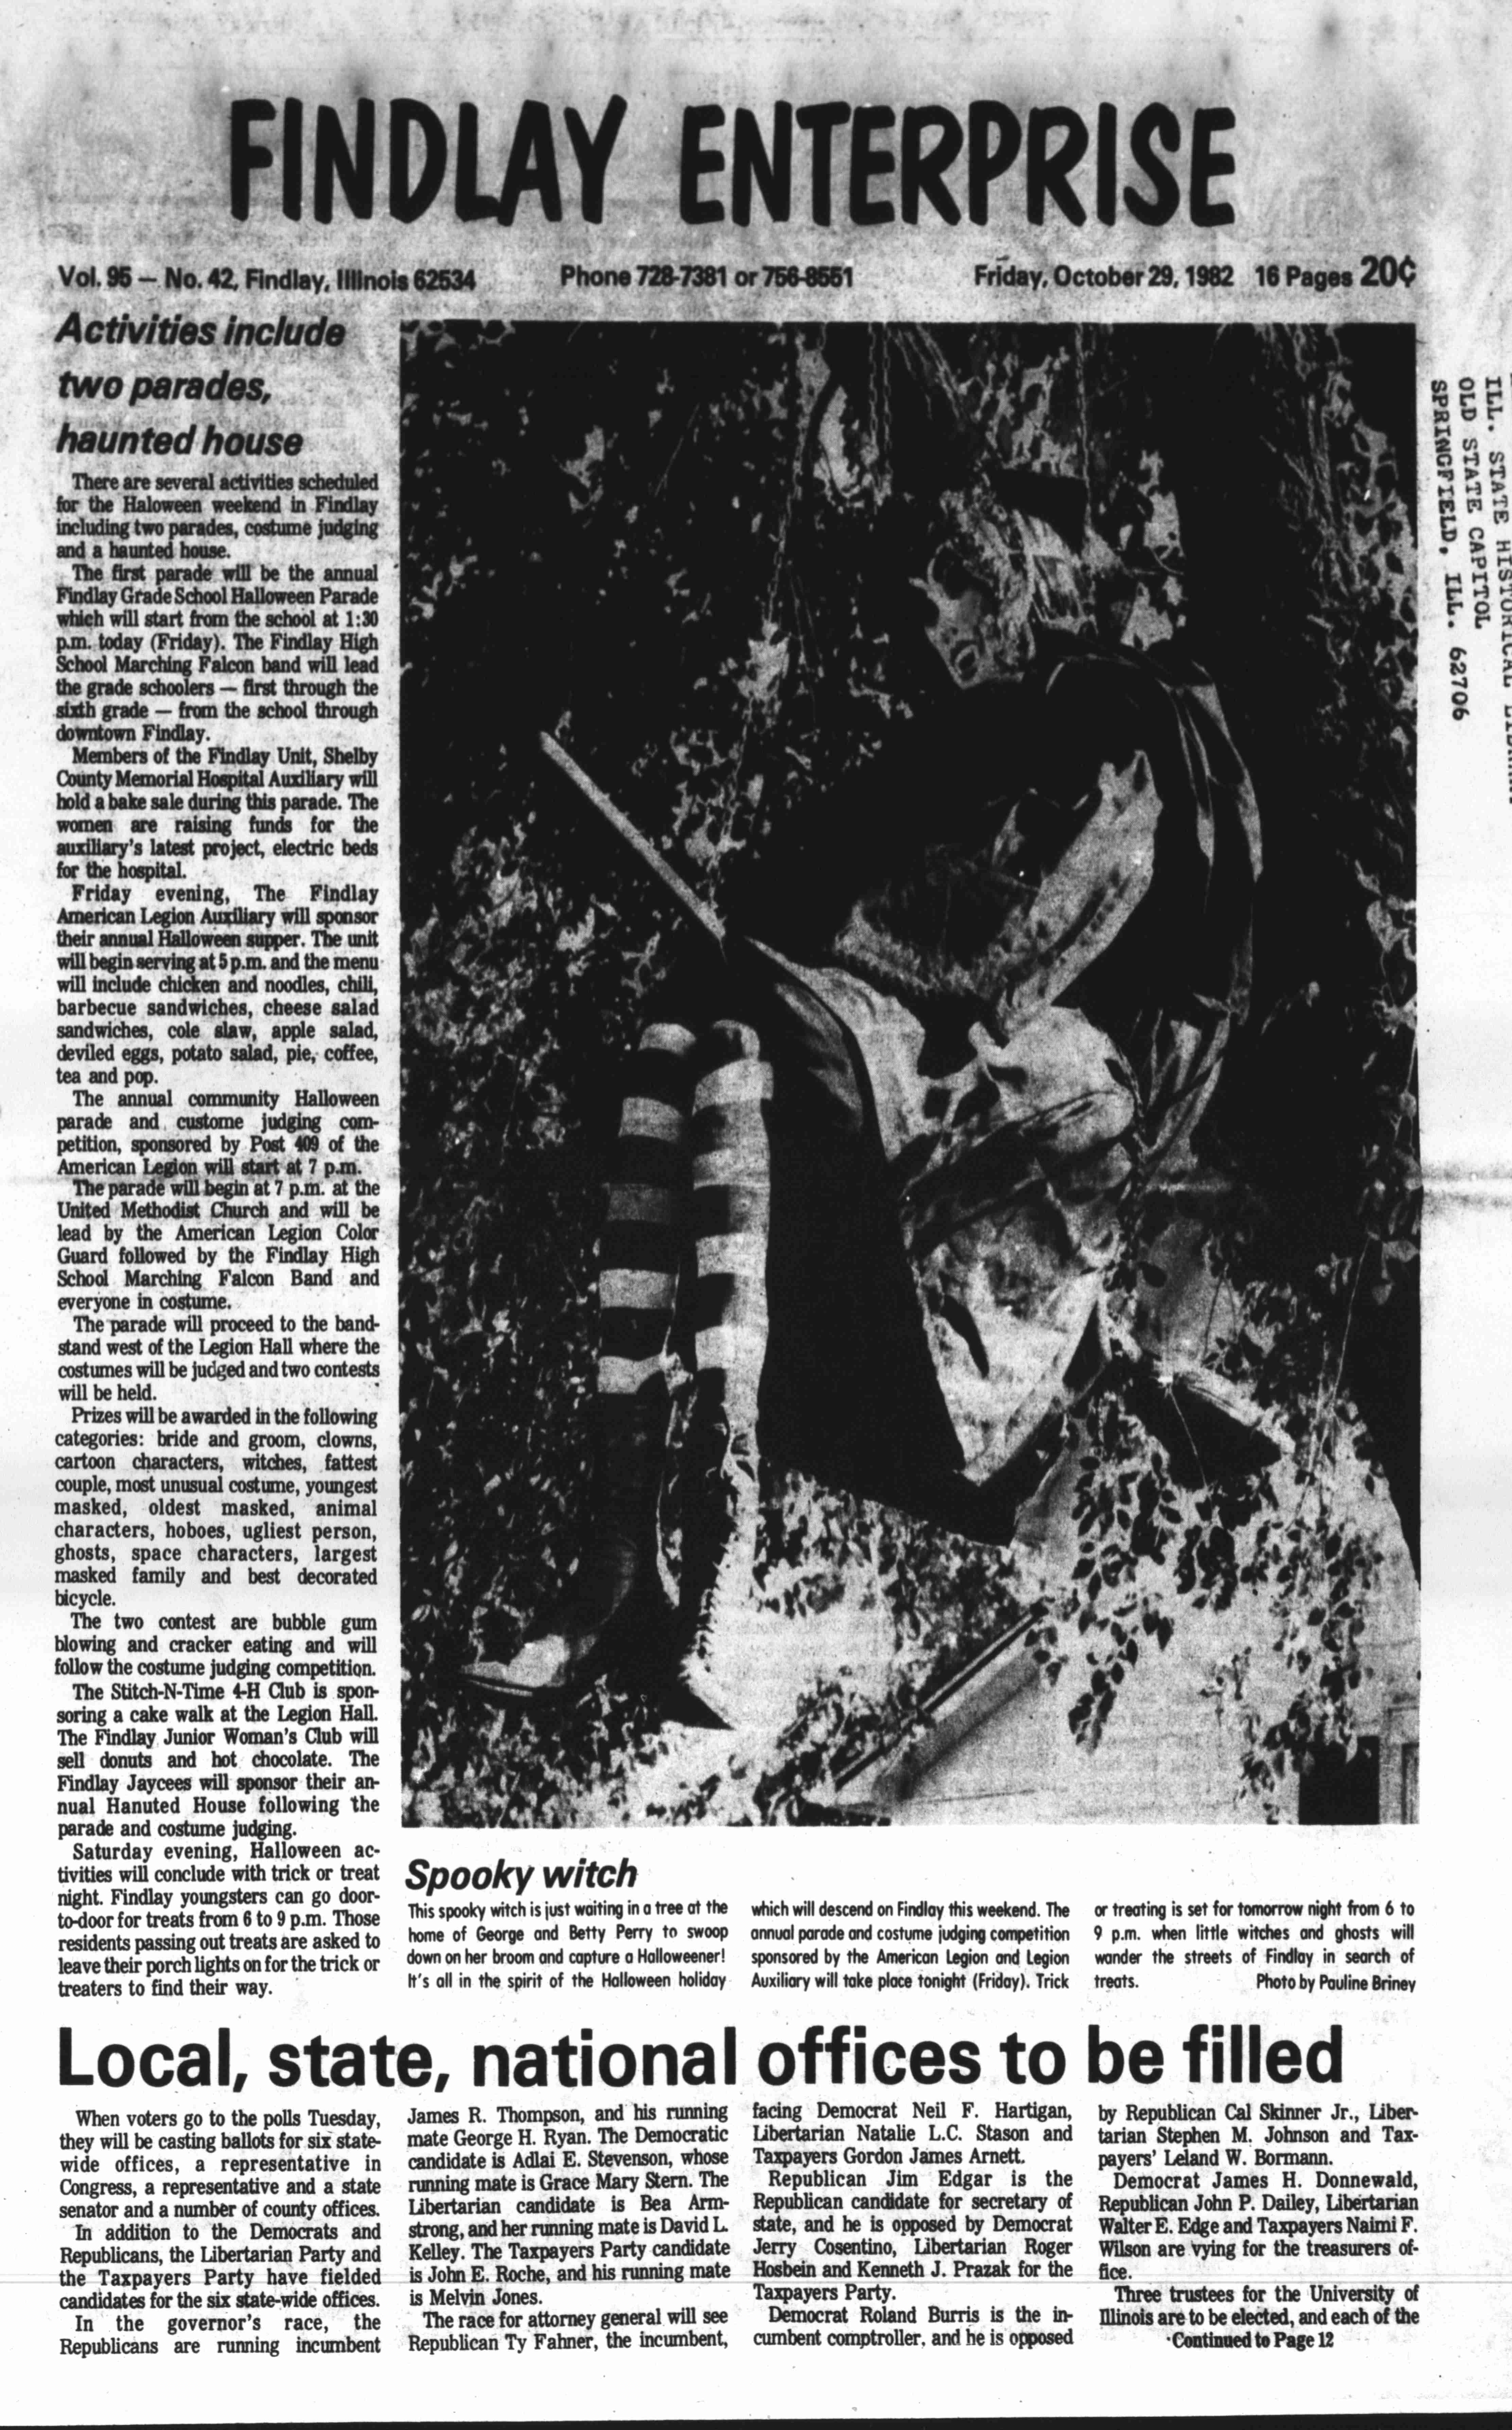 FINDLAY ENTERPRISE
Vol. 95 — No. 42, Findlay, Illinois 62534 Phone 728-7381 or 756-8551 Friday, October 29, 1982 16 Pages 20¢
ILL. STATE HISTORICAL
OLD STATE CAPITOL
SPRINGFIELD, ILL. 62706
Activities include
two parades,
haunted house
There are several activities scheduled
for the Haloween weekend in Findlay
including two parades, costume judging
and a haunted house.
The first parade will be the annual
Findlay Grade School Halloween Parade
which will start from the school at 1:30
p.m. today (Friday). The Findlay High
School Marching Falcon band will lead
the grade schoolers — first through the
sixth grade — from the school through
downtown Findlay.
Members of the Findlay Unit, Shelby
County Memorial Hospital Auxiliary will
hold a bake sale during this parade. The
women are raising funds for the
auxiliary's latest project, electric beds
for the hospital.
Friday evening, The Findlay
American Legion Auxiliary will sponsor
their annual Halloween supper. The unit
will begin serving at 5 p.m. and the menu
will include chicken and noodles, chili,
barbecue sandwiches, cheese salad
sandwiches, cole slaw, apple salad,
deviled eggs, potato salad, pie, coffee,
tea and pop.
The annual community Halloween
parade and custome judging com-
petition, sponsored by Post 409 of the
American Legion will start at 7 p.m.
The parade will begin at 7 p.m. at the
United Methodist Church and will be
lead by the American Legion Color
Guard followed by the Findlay High
School Marching Falcon Band and
everyone in costume.
The parade will proceed to the band-
stand west of the Legion Hall where the
costumes will be judged and two contests
will be held.
Prizes will be awarded in the following
categories: bride and groom, clowns,
cartoon characters, witches, fattest
couple, most unusual costume, youngest
masked, oldest masked, animal
characters, hoboes, ugliest person,
ghosts, space characters, largest
masked family and best decorated
bicycle.
The two contest are bubble gum
blowing and cracker eating and will
follow the costume judging competition.
The Stitch-N-Time 4-H Club is spon-
soring a cake walk at the Legion Hall.
The Findlay Junior Woman's Club will
sell donuts and hot chocolate. The
Findlay Jaycees will sponsor their an-
nual Hanuted House following the
parade and costume judging.
Saturday evening, Halloween ac-
tivities will conclude with trick or treat
night. Findlay youngsters can go door-
to-door for treats from 6 to 9 p.m. Those
residents passing out treats are asked to
leave their porch lights on for the trick or
treaters to find their way.
Spooky witch
This spooky witch is just waiting in a tree at the
home of George and Betty Perry to swoop
down on her broom and capture a Halloweener!
It's all in the spirit of the Halloween holiday
which will descend on Findlay this weekend. The
annual parade and costume judging competition
sponsored by the American Legion and Legion
Auxiliary will take place tonight (Friday). Trick
or treating is set for tomorrow night from 6 to
9 p.m. when little witches and ghosts will
wander the streets of Findlay in search of
treats. Photo by Pauline Briney
Local, state, national offices to be filled
When voters go to the polls Tuesday,
they will be casting ballots for six state-
wide offices, a representative in
Congress, a representative and a state
senator and a number of county offices.
In addition to the Democrats and
Republicans, the Libertarian Party and
the Taxpayers Party have fielded
candidates for the six state-wide offices.
In the governor's race, the
Republicans are running incumbent
James R. Thompson, and his running
mate George H. Ryan. The Democratic
candidate is Adlai E. Stevenson, whose
running mate is Grace Mary Stern. The
Libertarian candidate is Bea Arm-
strong, and her running mate is David L.
Kelley. The Taxpayers Party candidate
is John E. Roche, and his running mate
is Melvin Jones.
The race for attorney general will see
Republican Ty Fahner, the incumbent,
facing Democrat Neil F. Hartigan,
Libertarian Natalie L.C. Stason and
Taxpayers Gordon James Arnett.
Republican Jim Edgar is the
Republican candidate for secretary of
state, and he is opposed by Democrat
Jerry Cosentino, Libertarian Roger
Hosbein and Kenneth J. Prazak for the
Taxpayers Party.
Democrat Roland Burris is the in-
cumbent comptroller, and he is opposed
by Republican Cal Skinner Jr., Liber-
tarian Stephen M. Johnson and Tax-
payers' Leland W. Bormann.
Democrat James H. Donnewald,
Republican John P. Dailey, Libertarian
Walter E. Edge and Taxpayers Naimi F.
Wilson are vying for the treasurers of-
fice.
Three trustees for the University of
Illinois are to be elected, and each of the
Continued to Page 12